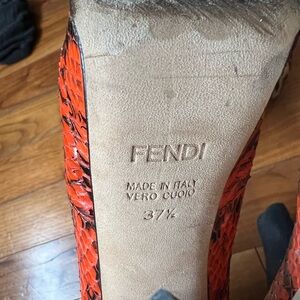 FENDI
MADE IN ITALY
VERO CUOIO
37½